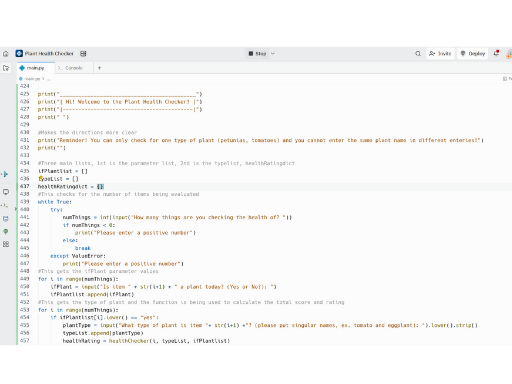 Plant Health Checker
Stop
Invite
Deploy
main.py
Console
main.py
424
425 print("________________________________________________")
426 print("| Hi! Welcome to the Plant Health Checker! |")
427 print("|----------------------------------------------|")
428 print(" ")
429
430 #Makes the directions more clear
431 print("Reminder! You can only check for one type of plant (petunias, tomatoes) and you cannot enter the same plant name in different enteries!")
432 print("")
433
434 #Three main lists, 1st is the parameter list, 2nd is the typelist, healthRatingdict
435 ifPlantlist = []
436 typeList = []
437 healthRatingdict = {}
438 #This checks for the number of items being evaluated
439 while True:
440 try:
441 numThings = int(input("How many things are you checking the health of? "))
442 if numThings < 0:
443 print("Please enter a positive number")
444 else:
445 break
446 except ValueError:
447 print("Please enter a positive number")
448 #This gets the ifPlant parameter values
449 for i in range(numThings):
450 ifPlant = input("Is item " + str(i+1) + " a plant today? (Yes or No?): ")
451 ifPlantlist.append(ifPlant)
452 #This gets the type of plant and the function is being used to calculate the total score and rating
453 for i in range(numThings):
454 if ifPlantlist[i].lower() == "yes":
455 plantType = input("What type of plant is item "+ str(i+1) +"? (please put singular names, ex. tomato and eggplant): ").lower().strip()
456 typeList.append(plantType)
457 healthRating = healthChecker(i, typeList, ifPlantlist)